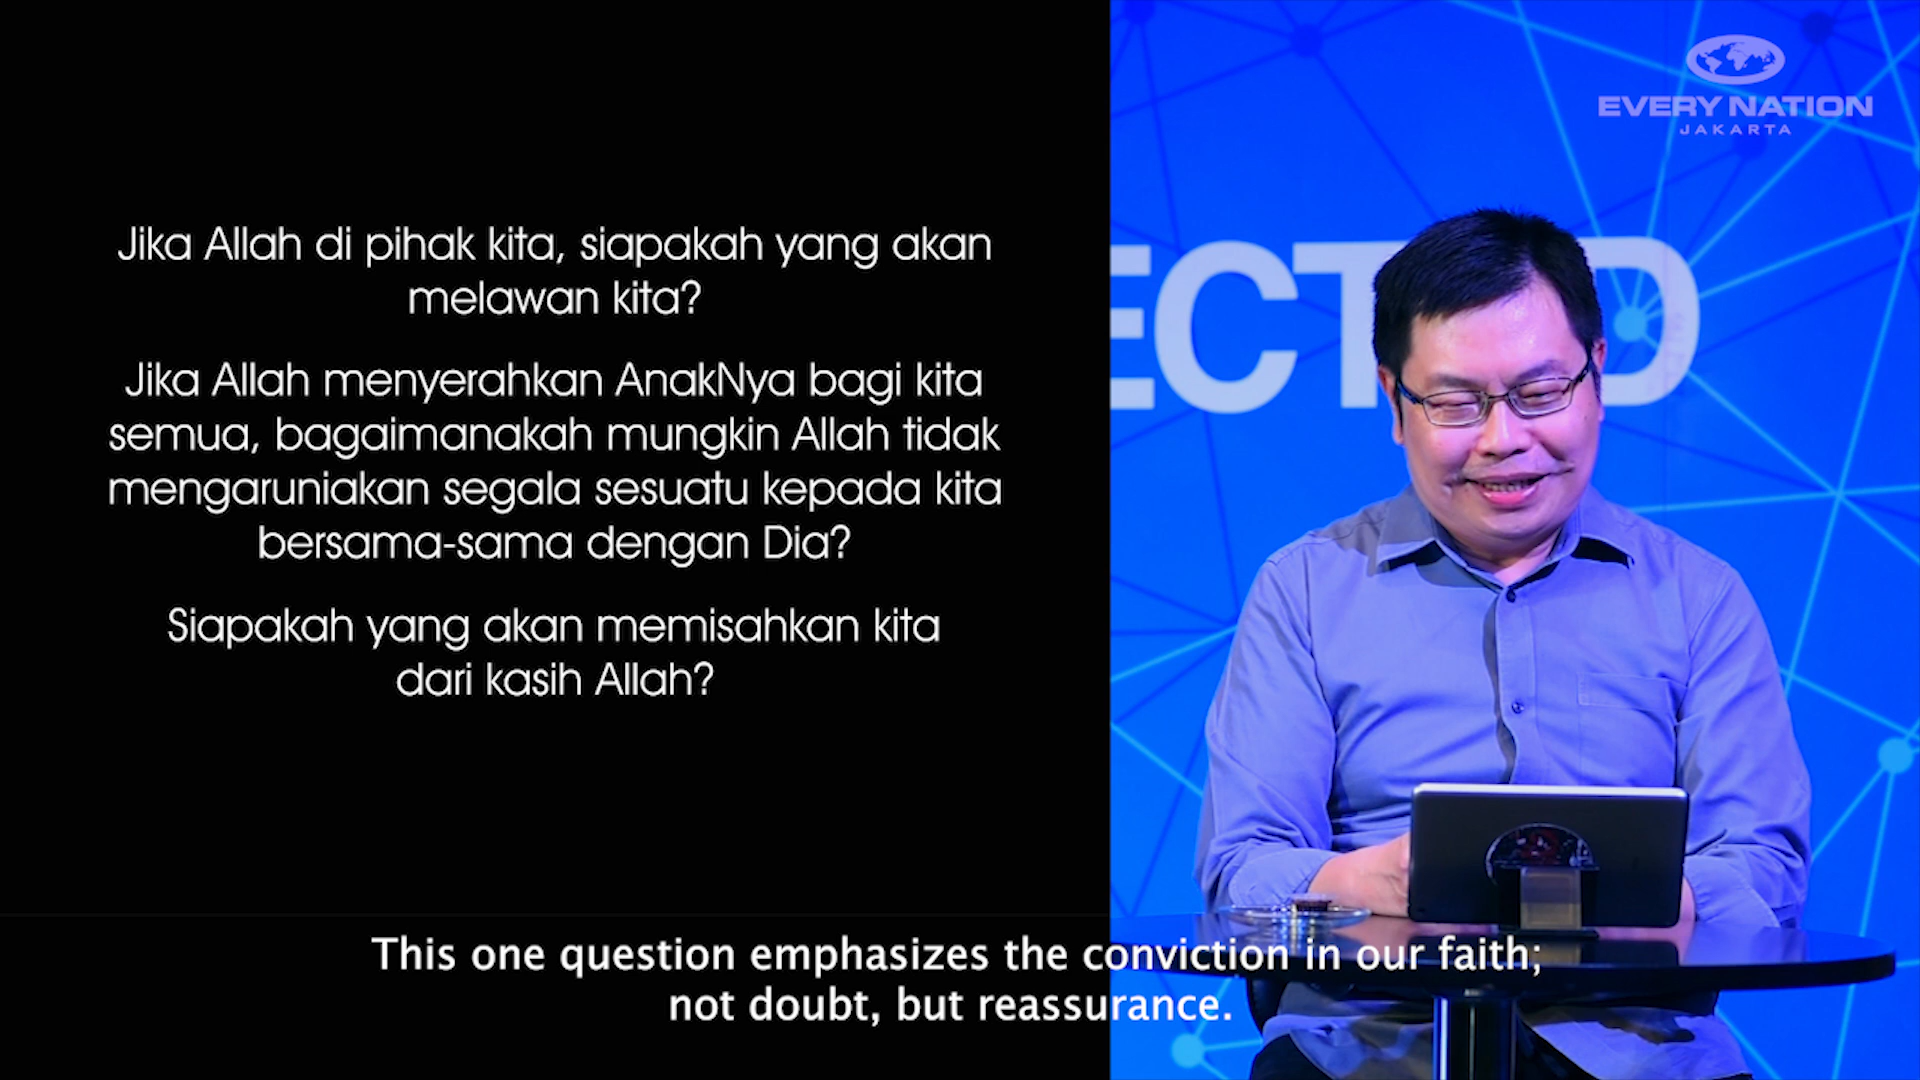 EVERY NATION
JAKARTA
Jika Allah di pihak kita, siapakah yang akan
melawan kita?
Jika Allah menyerahkan AnakNya bagi kita
semua, bagaimanakah mungkin Allah tidak
mengaruniakan segala sesuatu kepada kita
bersama-sama dengan Dia?
Siapakah yang akan memisahkan kita
dari kasih Allah?
ECT D
This one question emphasizes the conviction in our faith;
not doubt, but reassurance.